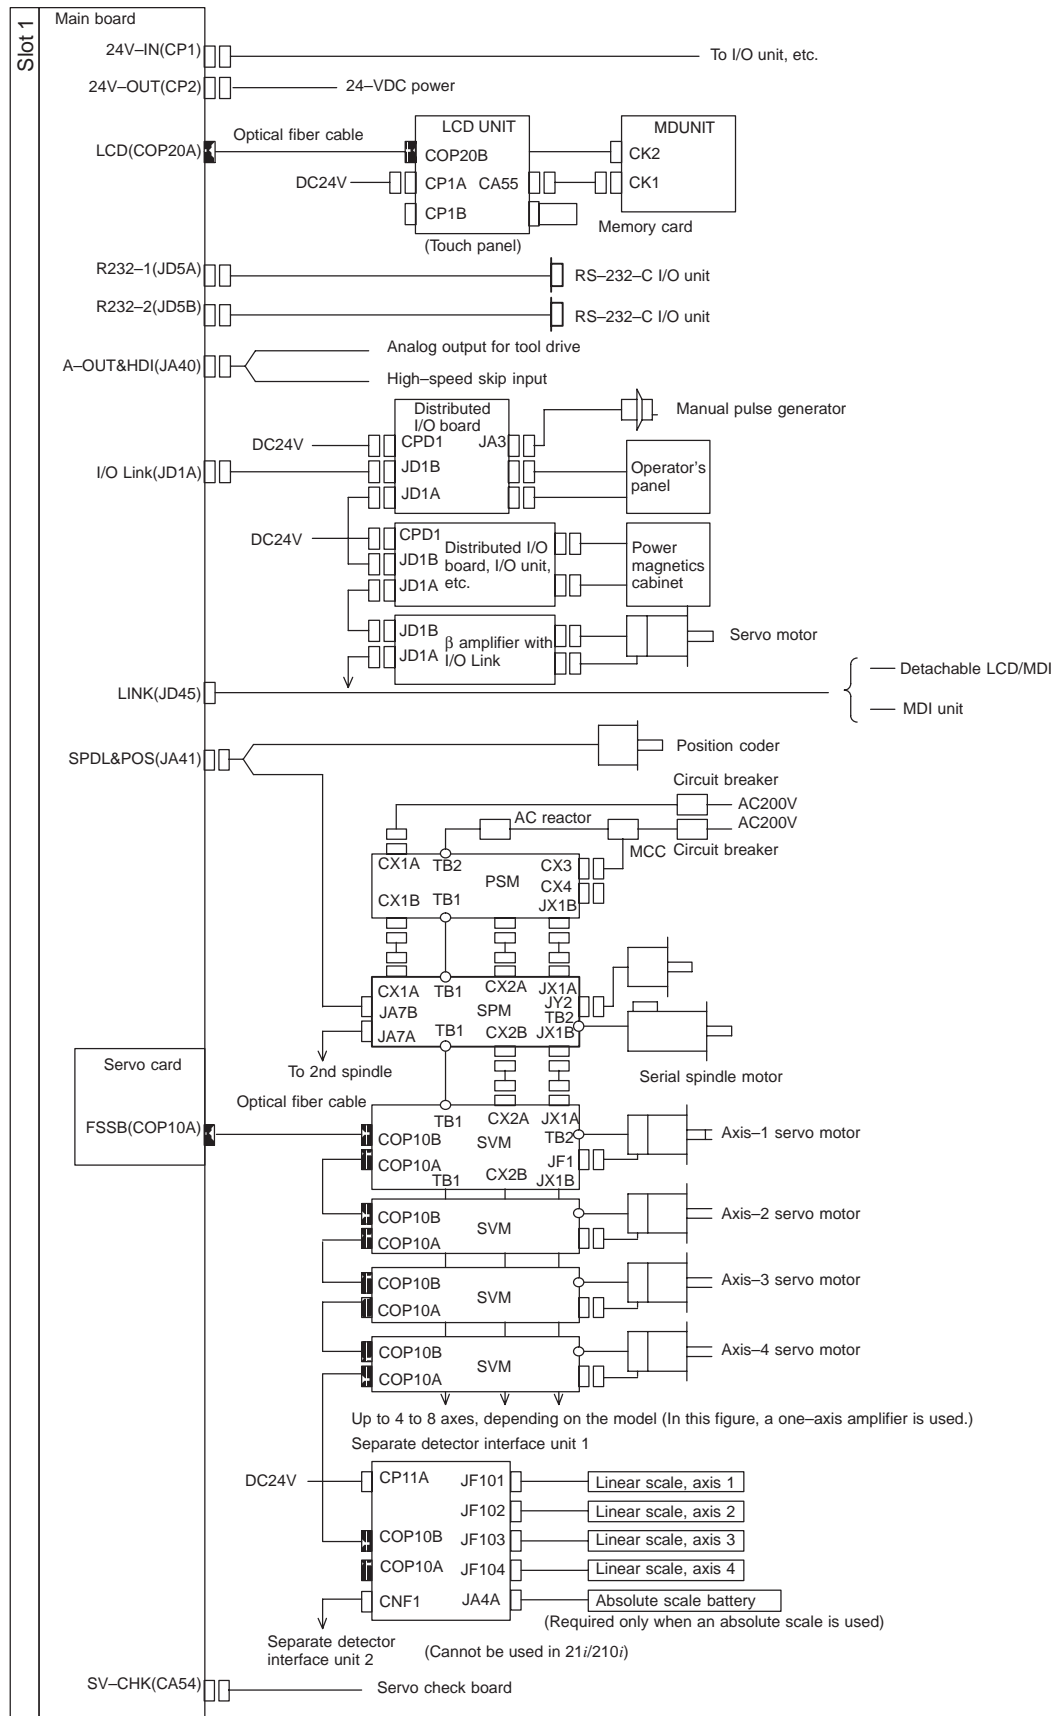 Slot 1
Main board
24V–IN(CP1)
To I/O unit, etc.
24V–OUT(CP2)
24–VDC power
LCD(COP20A)
Optical fiber cable
LCD UNIT
COP20B
MDUNIT
CK2
DC24V
CP1A
CA55
CK1
CP1B
Memory card
(Touch panel)
R232–1(JD5A)
RS–232–C I/O unit
R232–2(JD5B)
RS–232–C I/O unit
A–OUT&HDI(JA40)
Analog output for tool drive
High–speed skip input
Distributed
I/O board
Manual pulse generator
DC24V
CPD1
JA3
I/O Link(JD1A)
JD1B
Operator's
panel
JD1A
DC24V
CPD1
JD1B
JD1A
Distributed I/O
board, I/O unit,
etc.
Power
magnetics
cabinet
JD1B
JD1A
β amplifier with
I/O Link
Servo motor
LINK(JD45)
Detachable LCD/MDI
MDI unit
SPDL&POS(JA41)
Position coder
Circuit breaker
AC200V
AC reactor
AC200V
MCC
Circuit breaker
CX1A
TB2
CX3
PSM
CX4
CX1B
TB1
JX1B
CX1A
TB1
CX2A
JX1A
JA7B
SPM
JY2
TB2
JA7A
TB1
CX2B
JX1B
To 2nd spindle
Serial spindle motor
Servo card
Optical fiber cable
FSSB(COP10A)
TB1
CX2A
JX1A
COP10B
SVM
TB2
Axis–1 servo motor
COP10A
JF1
TB1
CX2B
JX1B
COP10B
SVM
Axis–2 servo motor
COP10A
COP10B
SVM
Axis–3 servo motor
COP10A
COP10B
SVM
Axis–4 servo motor
COP10A
Up to 4 to 8 axes, depending on the model (In this figure, a one–axis amplifier is used.)
Separate detector interface unit 1
DC24V
CP11A
JF101
Linear scale, axis 1
JF102
Linear scale, axis 2
COP10B
JF103
Linear scale, axis 3
COP10A
JF104
Linear scale, axis 4
CNF1
JA4A
Absolute scale battery
(Required only when an absolute scale is used)
Separate detector
interface unit 2
(Cannot be used in 21i/210i)
SV–CHK(CA54)
Servo check board